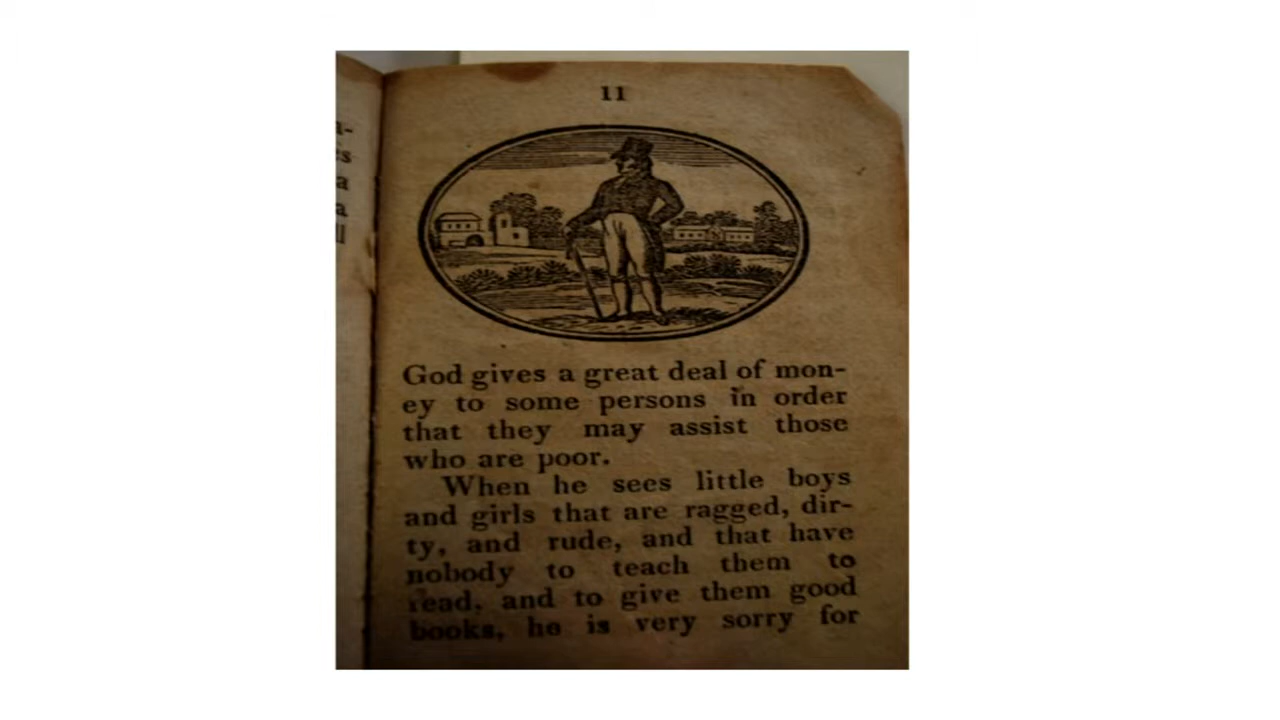 a-
es
a
a
ll
11
God gives a great deal of mon-
ey to some persons in order
that they may assist those
who are poor.
When he sees little boys
and girls that are ragged, dir-
ty, and rude, and that have
nobody to teach them to
read, and to give them good
books, he is very sorry for